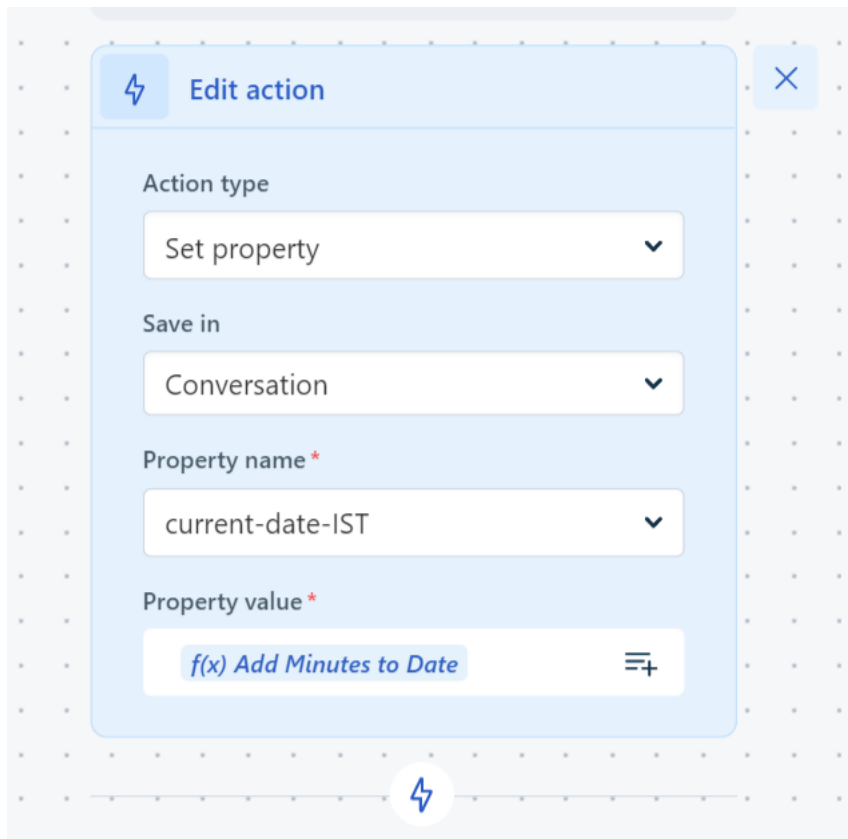 Edit action
Action type
Set property
Save in
Conversation
Property name *
current-date-IST
Property value *
f(x) Add Minutes to Date